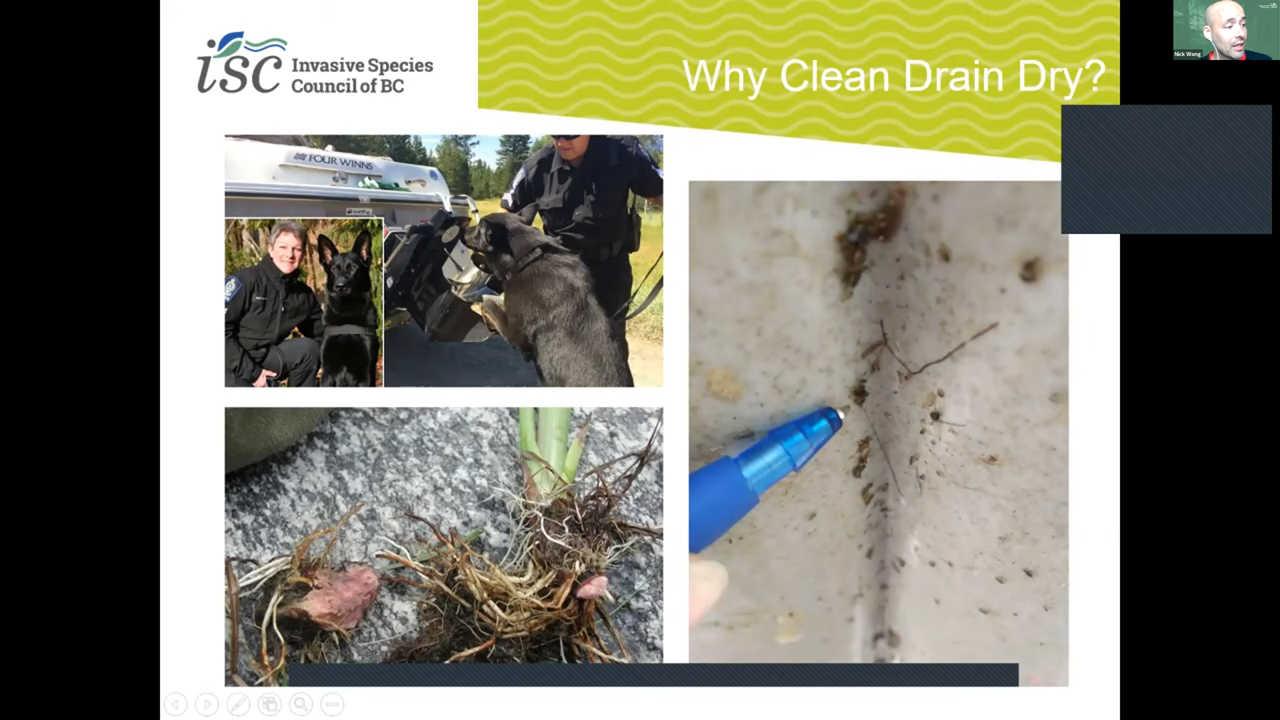 isc Invasive Species
Council of BC
Why Clean Drain Dry?
FOUR WINNS
Nick Wong